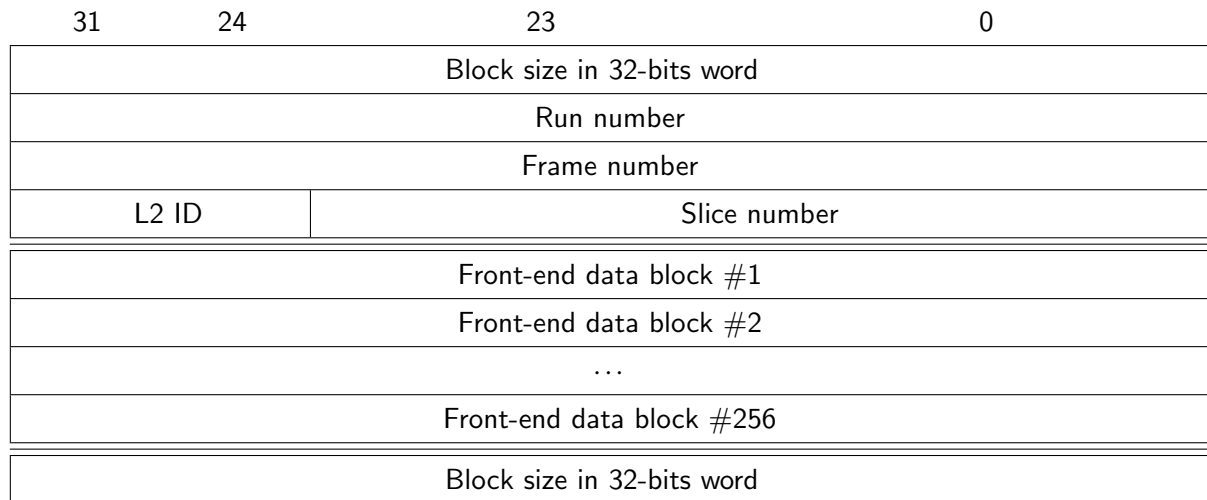 31 24 23 0
Block size in 32-bits word
Run number
Frame number
L2 ID Slice number
Front-end data block #1
Front-end data block #2
...
Front-end data block #256
Block size in 32-bits word